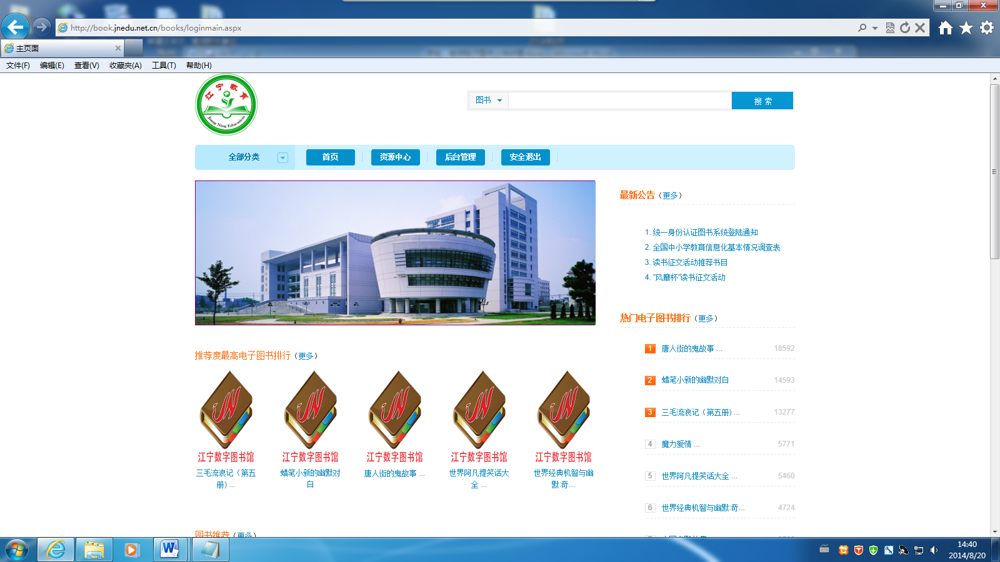 http://book.jnedu.net.cn/books/loginmain.aspx
主页面
文件(F) 编辑(E) 查看(V) 收藏夹(A) 工具(T) 帮助(H)
江宁教育
Jiang Ning Education
图书
搜 索
全部分类 首页 资源中心 后台管理 安全退出
最新公告（更多）
1. 统一身份认证图书系统登陆通知
2. 全国中小学教育信息化基本情况调查表
3. 读书征文活动推荐书目
4. "风靡杯"读书征文活动
热门电子图书排行（更多）
1 唐人街的鬼故事 ... 18592
2 蜡笔小新的幽默对白 14593
3 三毛流浪记（第五册) ... 13277
4 魔力爱情 ... 5771
5 世界阿凡提笑话大全 ... 5460
6 世界经典机智与幽默:奇... 4724
推荐度最高电子图书排行（更多）
江宁数字图书馆 江宁数字图书馆 江宁数字图书馆 江宁数字图书馆 江宁数字图书馆
三毛流浪记（第五册) ...
蜡笔小新的幽默对白
唐人街的鬼故事 ...
世界阿凡提笑话大全 ...
世界经典机智与幽默:奇...
图书推荐（更多）
14:40
2014/8/20